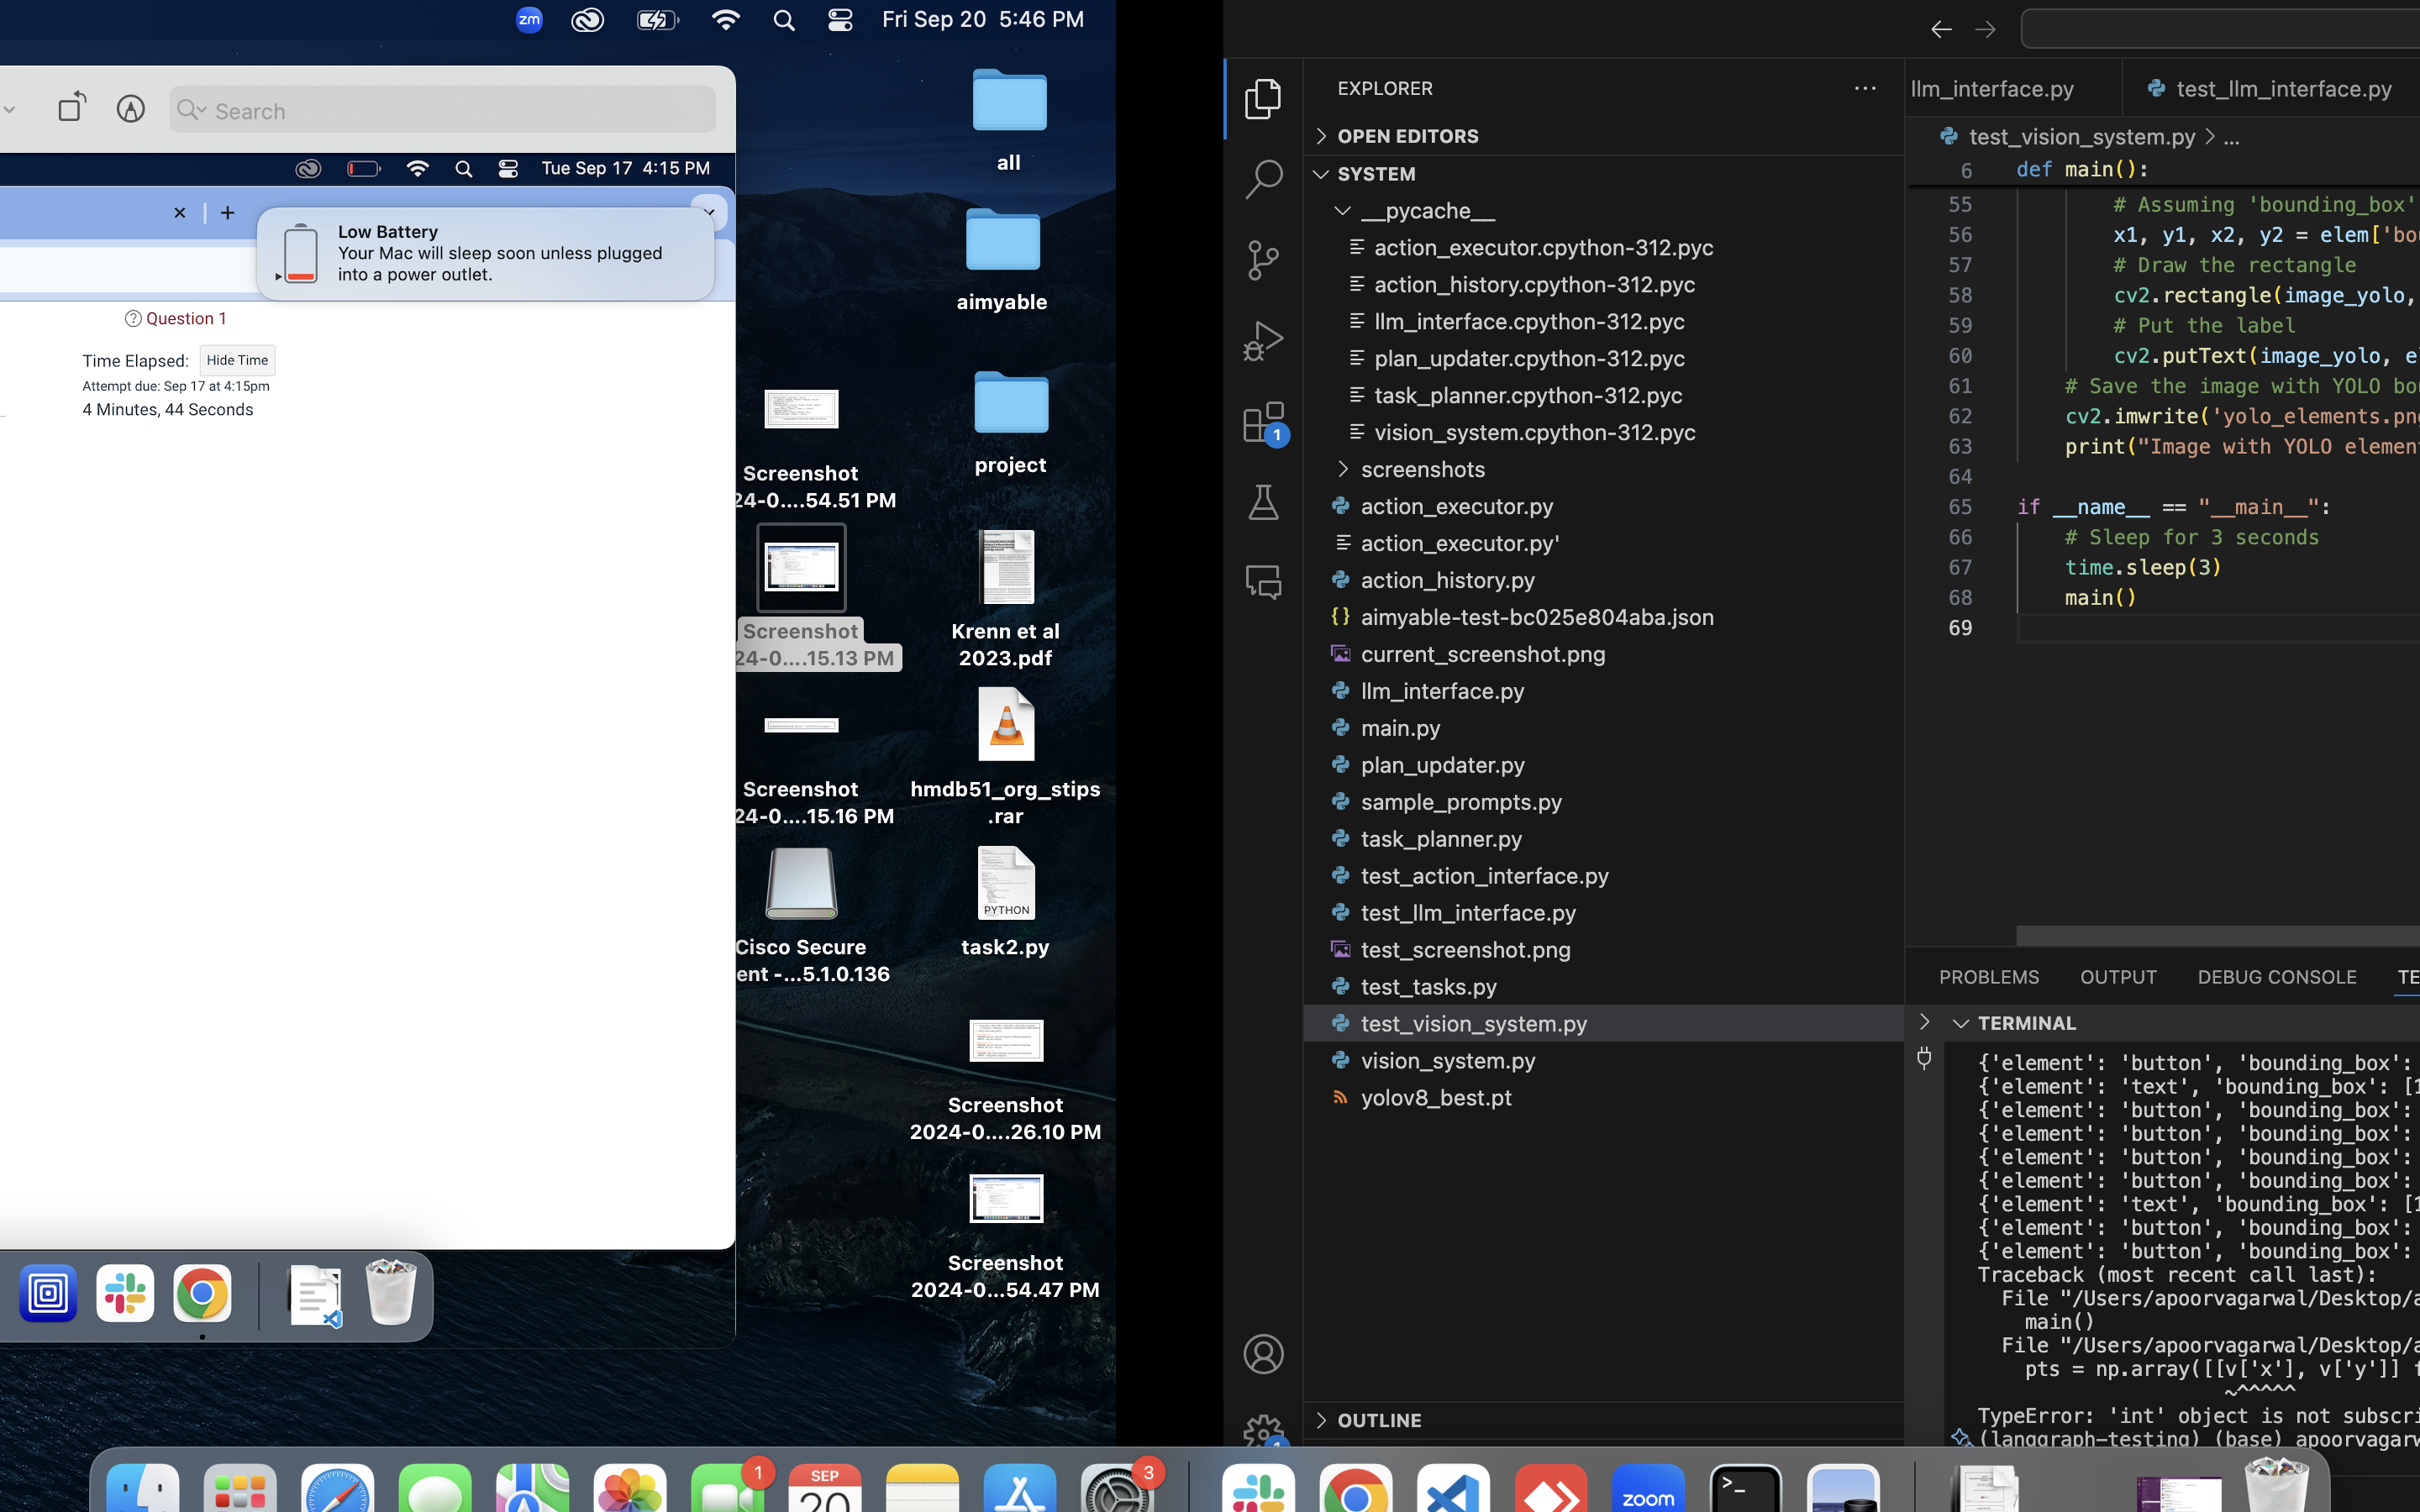 zm
Fri Sep 20 5:46 PM
Search
Tue Sep 17 4:15 PM
Low Battery
Your Mac will sleep soon unless plugged
into a power outlet.
Question 1
Time Elapsed: Hide Time
Attempt due: Sep 17 at 4:15pm
4 Minutes, 44 Seconds
all
aimyable
project
Screenshot
24-0....54.51 PM
Screenshot
24-0....15.13 PM
Krenn et al
2023.pdf
Screenshot
24-0....15.16 PM
hmdb51_org_stips
.rar
PYTHON
Cisco Secure
ent -...5.1.0.136
task2.py
Screenshot
2024-0....26.10 PM
Screenshot
2024-0...54.47 PM
EXPLORER
OPEN EDITORS
SYSTEM
__pycache__
action_executor.cpython-312.pyc
action_history.cpython-312.pyc
llm_interface.cpython-312.pyc
plan_updater.cpython-312.pyc
task_planner.cpython-312.pyc
vision_system.cpython-312.pyc
screenshots
action_executor.py
action_executor.py'
action_history.py
{} aimyable-test-bc025e804aba.json
current_screenshot.png
llm_interface.py
main.py
plan_updater.py
sample_prompts.py
task_planner.py
test_action_interface.py
test_llm_interface.py
test_screenshot.png
test_tasks.py
test_vision_system.py
vision_system.py
yolov8_best.pt
OUTLINE
1
llm_interface.py test_llm_interface.py
test_vision_system.py > ...
6 def main():
55 # Assuming 'bounding_box'
56 x1, y1, x2, y2 = elem['bou
57 # Draw the rectangle
58 cv2.rectangle(image_yolo,
59 # Put the label
60 cv2.putText(image_yolo, e
61 # Save the image with YOLO bo
62 cv2.imwrite('yolo_elements.png
63 print("Image with YOLO element
64
65 if __name__ == "__main__":
66 # Sleep for 3 seconds
67 time.sleep(3)
68 main()
69
PROBLEMS OUTPUT DEBUG CONSOLE TE
TERMINAL
{'element': 'button', 'bounding_box':
{'element': 'text', 'bounding_box': [1
{'element': 'button', 'bounding_box':
{'element': 'button', 'bounding_box':
{'element': 'button', 'bounding_box':
{'element': 'button', 'bounding_box':
{'element': 'text', 'bounding_box': [1
{'element': 'button', 'bounding_box':
{'element': 'button', 'bounding_box':
Traceback (most recent call last):
File "/Users/apoorvagarwal/Desktop/a
main()
File "/Users/apoorvagarwal/Desktop/a
pts = np.array([[v['x'], v['y']] f
~^^^^^
TypeError: 'int' object is not subscri
(langgraph-testing) (base) apoorvagarw
1
SEP
20
3
zoom